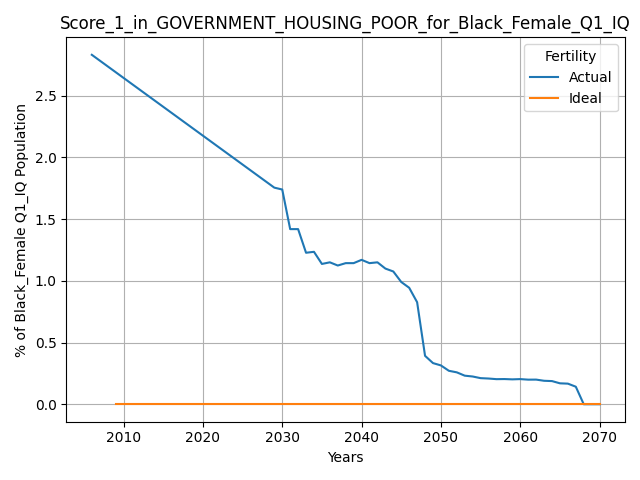 Score_1_in_GOVERNMENT_HOUSING_POOR_for_Black_Female_Q1_IQ
Fertility
Actual
Ideal
% of Black_Female Q1_IQ Population
2.5
2.0
1.5
1.0
0.5
0.0
2010 2020 2030 2040 2050 2060 2070
Years